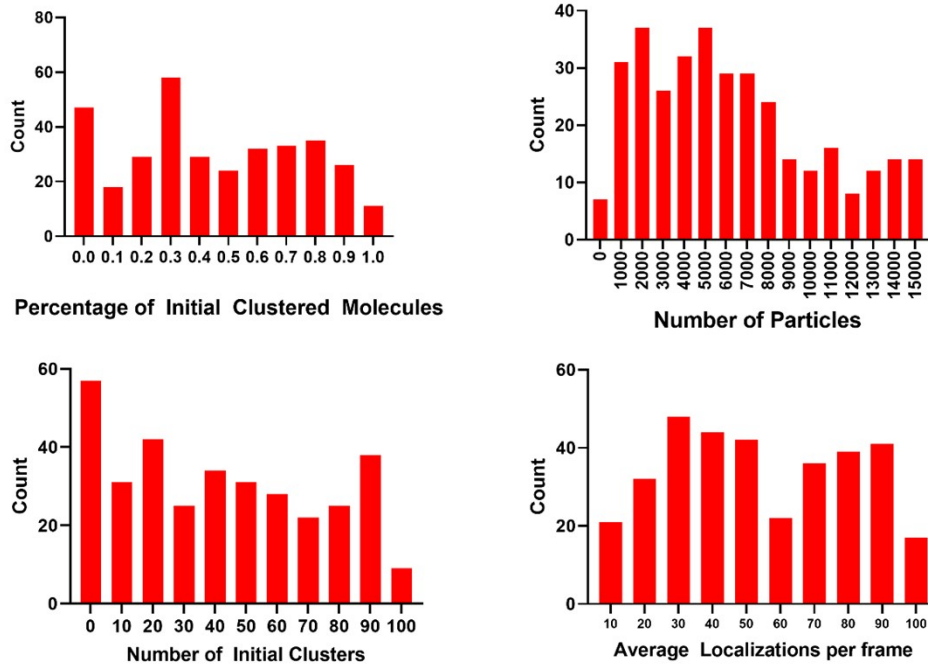 80
60
40
20
0
Count
0.0 0.1 0.2 0.3 0.4 0.5 0.6 0.7 0.8 0.9 1.0
Percentage of Initial Clustered Molecules
40
30
20
10
0
Count
0 1000 2000 3000 4000 5000 6000 7000 8000 9000 10000 11000 12000 13000 14000 15000
Number of Particles
60
40
20
0
Count
0 10 20 30 40 50 60 70 80 90 100
Number of Initial Clusters
60
40
20
0
Count
10 20 30 40 50 60 70 80 90 100
Average Localizations per frame